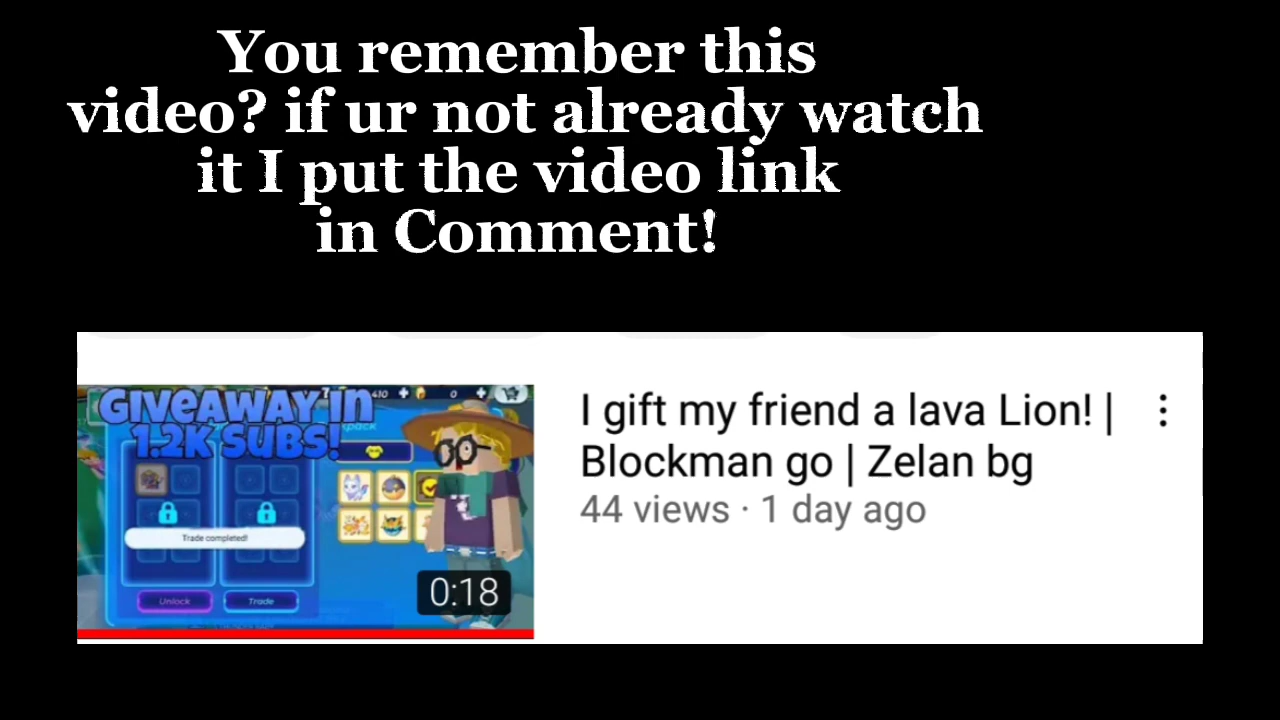 You remember this
video? if ur not already watch
it I put the video link
in Comment!
GIVEAWAY IN
1.2K SUBS!
410
0
Trade completed!
Unlock
Trade
0:18
I gift my friend a lava Lion! |
Blockman go | Zelan bg
44 views · 1 day ago